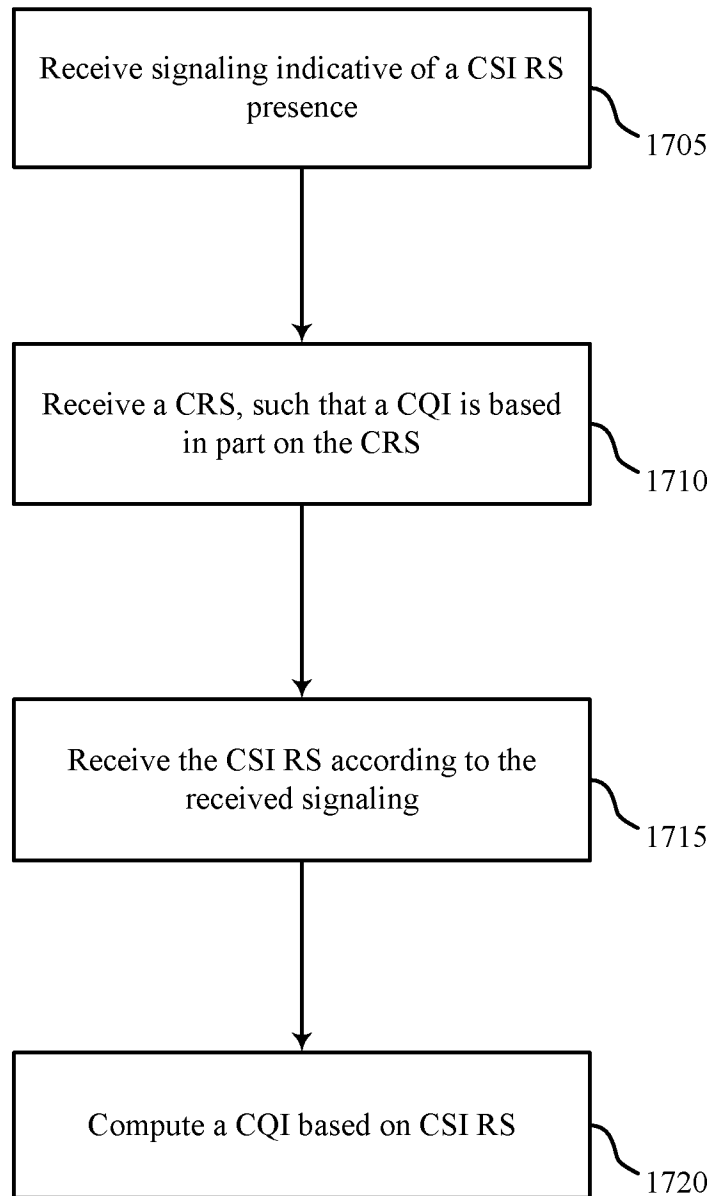 Receive signaling indicative of a CSI RS
presence
1705
Receive a CRS, such that a CQI is based
in part on the CRS
1710
Receive the CSI RS according to the
received signaling
1715
Compute a CQI based on CSI RS
1720